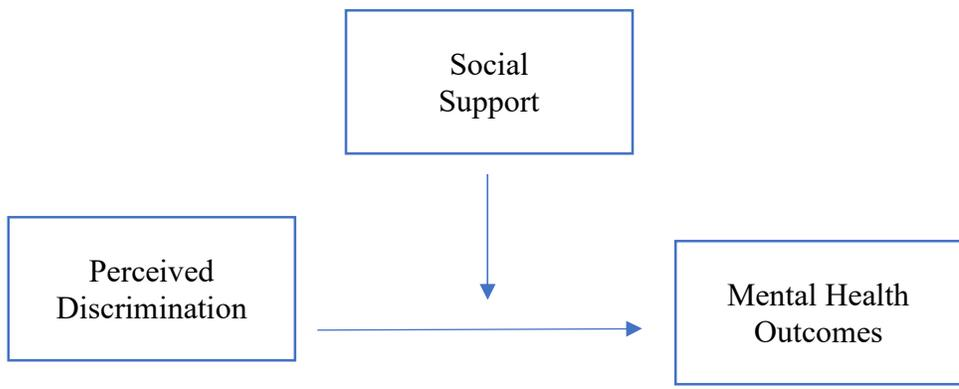 Social
Support
Perceived
Discrimination
Mental Health
Outcomes